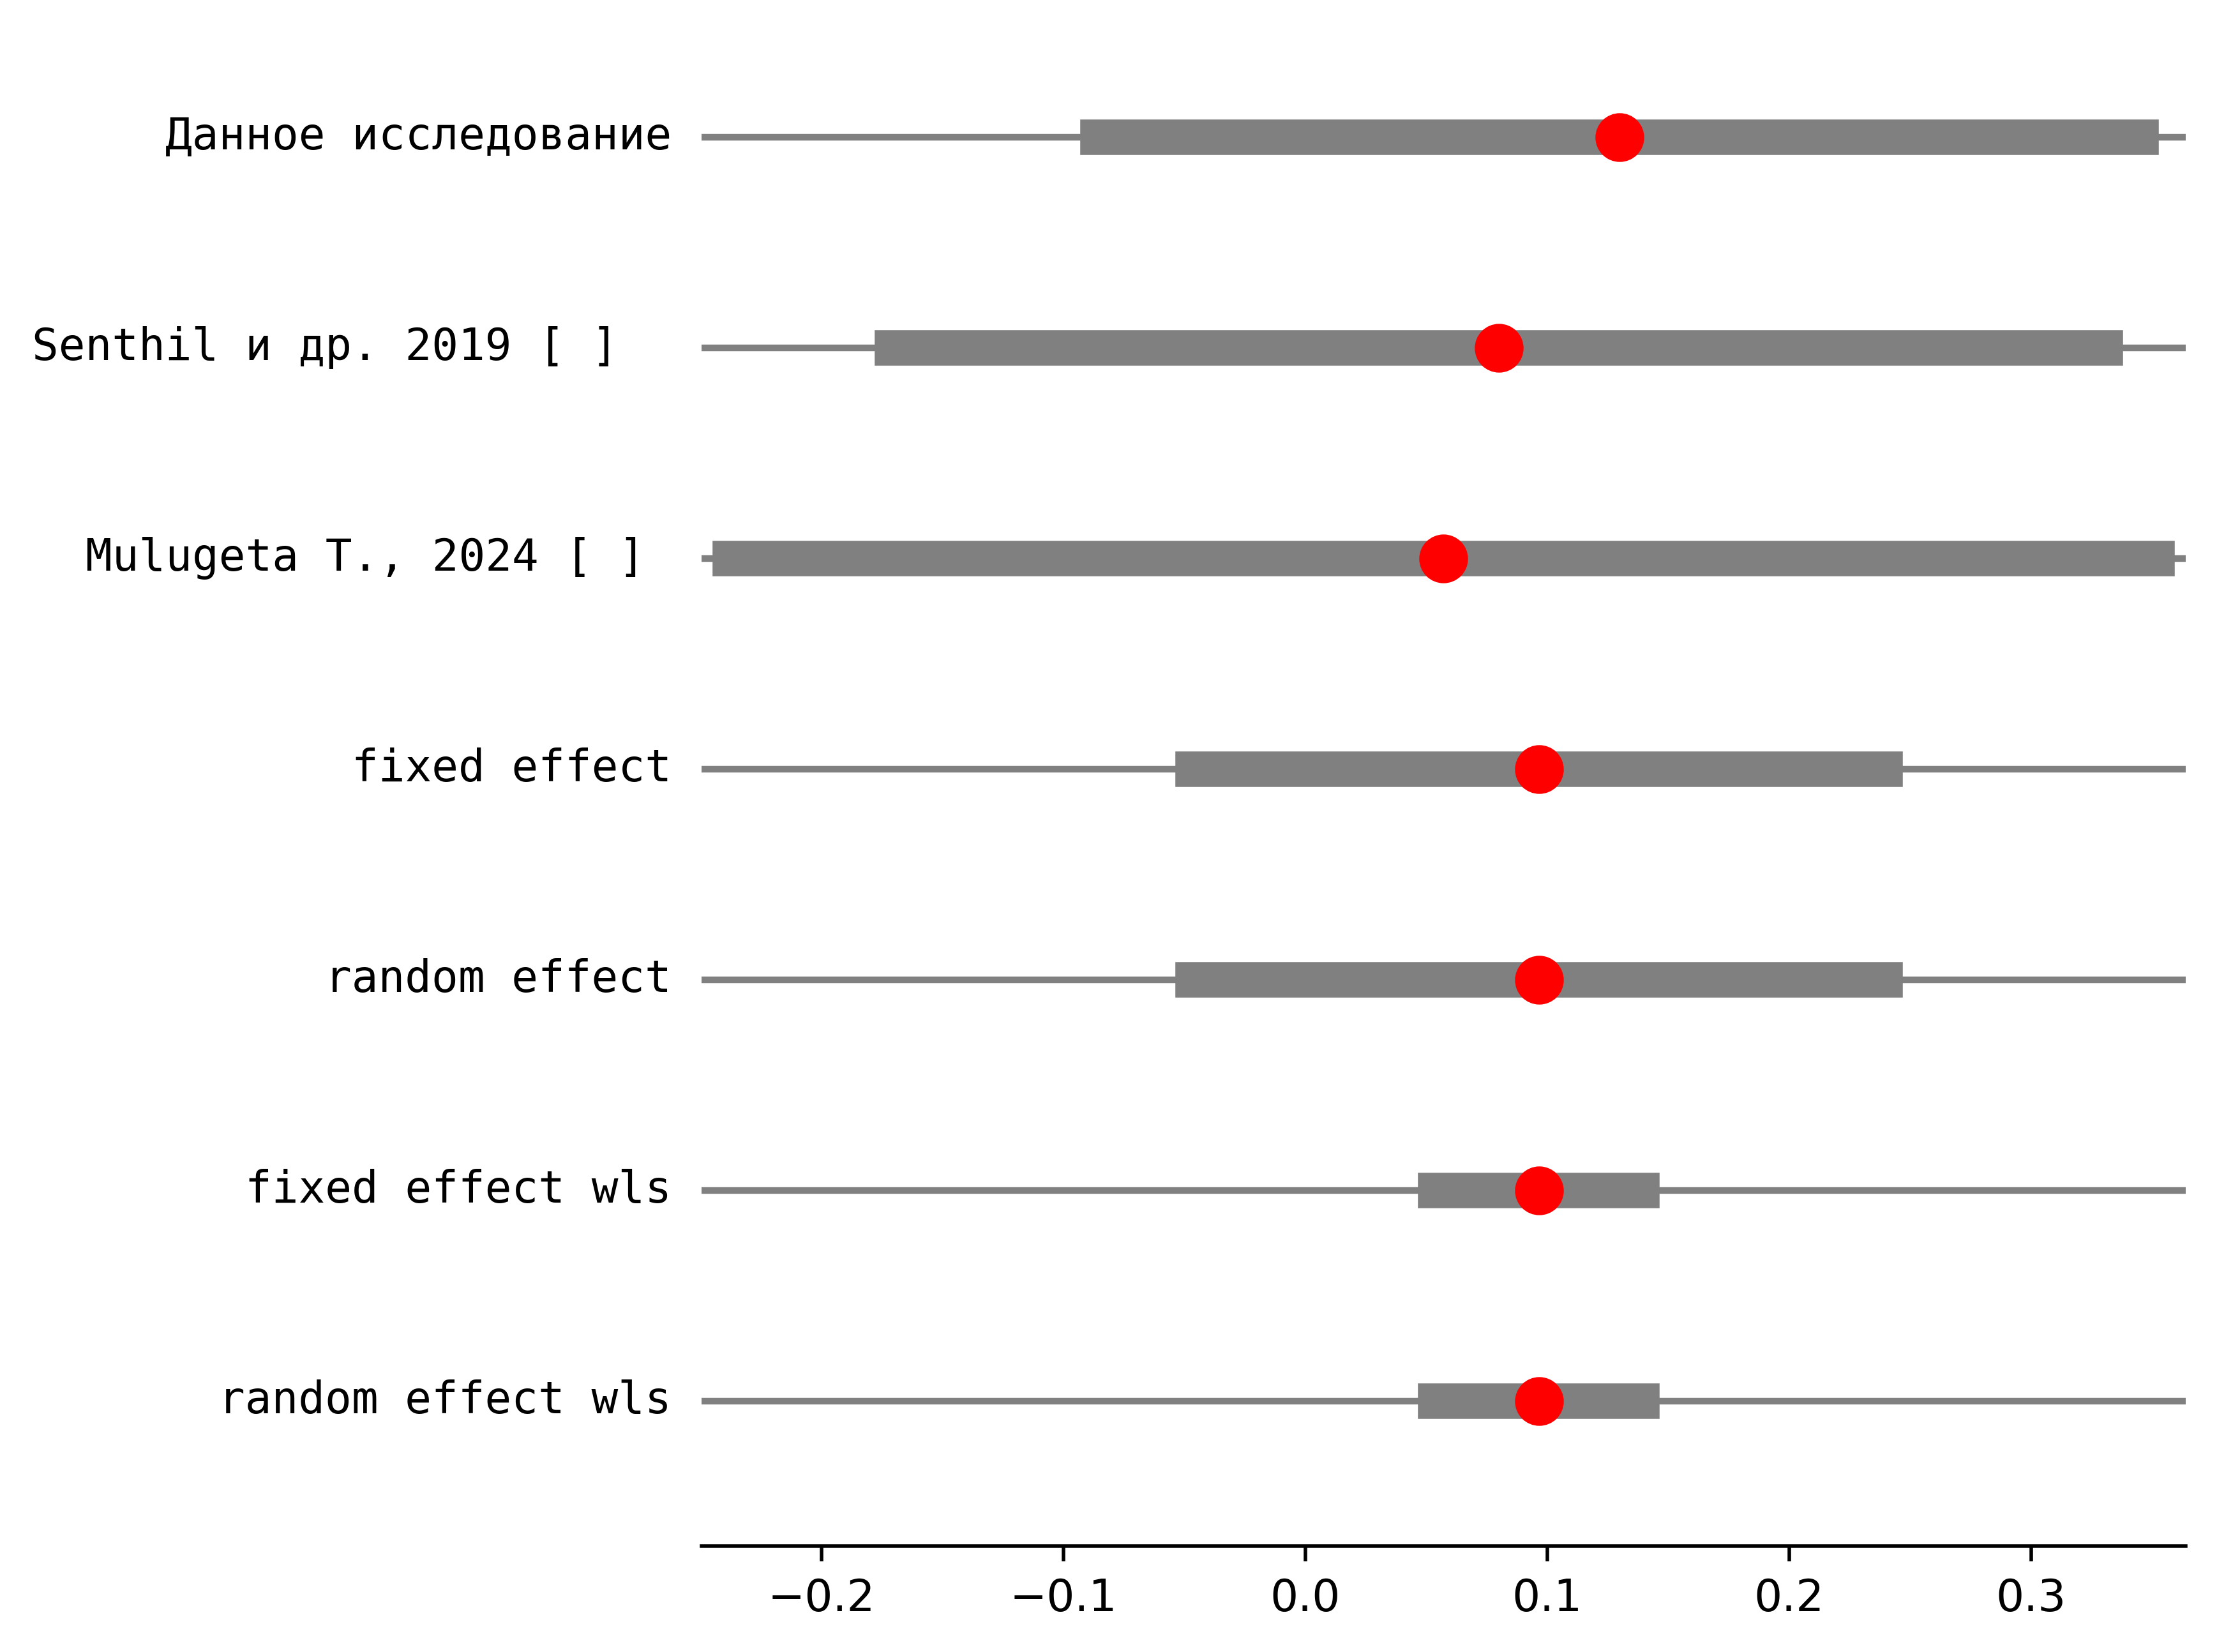 Данное исследование
Senthil и др. 2019 [ ]
Mulugeta T., 2024 [ ]
fixed effect
random effect
fixed effect wls
random effect wls
−0.2 −0.1 0.0 0.1 0.2 0.3